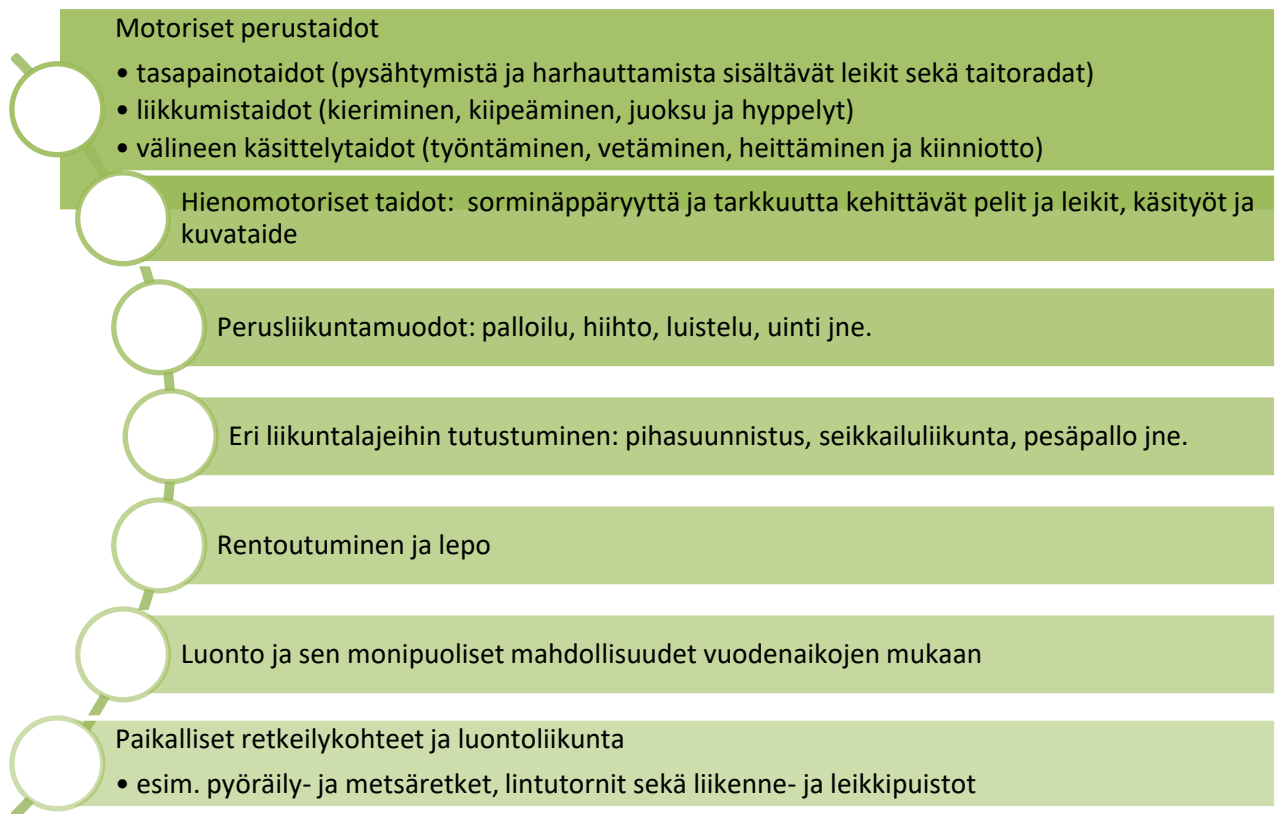 Motoriset perustaidot
• tasapainotaidot (pysähtymistä ja harhauttamista sisältävät leikit sekä taitoradat)
• liikkumistaidot (kieriminen, kiipeäminen, juoksu ja hyppelyt)
• välineen käsittelytaidot (työntäminen, vetäminen, heittäminen ja kiinniotto)
Hienomotoriset taidot: sorminäppäryyttä ja tarkkuutta kehittävät pelit ja leikit, käsityöt ja
kuvataide
Perusliikuntamuodot: palloilu, hiihto, luistelu, uinti jne.
Eri liikuntalajeihin tutustuminen: pihasuunnistus, seikkailuliikunta, pesäpallo jne.
Rentoutuminen ja lepo
Luonto ja sen monipuoliset mahdollisuudet vuodenaikojen mukaan
Paikalliset retkeilykohteet ja luontoliikunta
• esim. pyöräily- ja metsäretket, lintutornit sekä liikenne- ja leikkipuistot